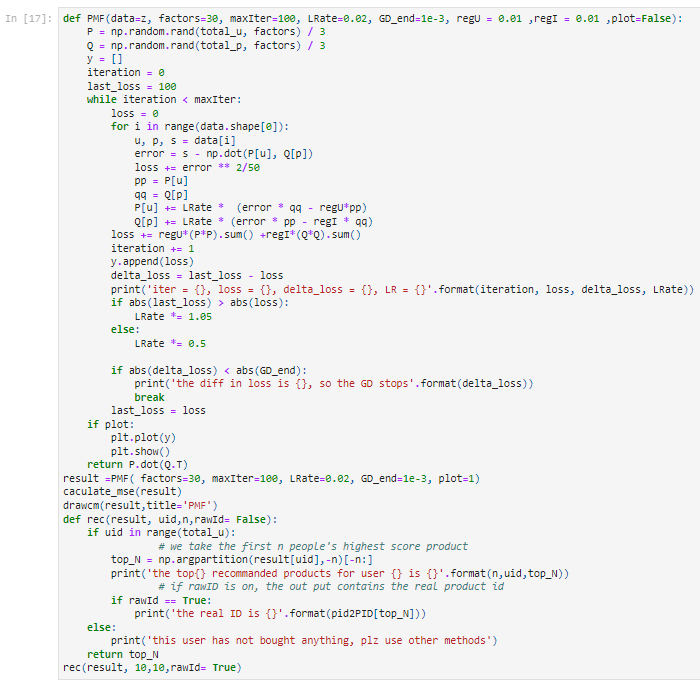 In [17]: def PMF(data=z, factors=30, maxIter=100, LRate=0.02, GD_end=1e-3, regU = 0.01 ,regI = 0.01 ,plot=False):
    P = np.random.rand(total_u, factors) / 3
    Q = np.random.rand(total_p, factors) / 3
    y = []
    iteration = 0
    last_loss = 100
    while iteration < maxIter:
        loss = 0
        for i in range(data.shape[0]):
            u, p, s = data[i]
            error = s - np.dot(P[u], Q[p])
            loss += error ** 2/50
            pp = P[u]
            qq = Q[p]
            P[u] += LRate *  (error * qq - regU*pp)
            Q[p] += LRate * (error * pp - regI * qq)
        loss += regU*(P*P).sum() +regI*(Q*Q).sum()
        iteration += 1
        y.append(loss)
        delta_loss = last_loss - loss
        print('iter = {}, loss = {}, delta_loss = {}, LR = {}'.format(iteration, loss, delta_loss, LRate))
        if abs(last_loss) > abs(loss):
            LRate *= 1.05
        else:
            LRate *= 0.5

        if abs(delta_loss) < abs(GD_end):
            print('the diff in loss is {}, so the GD stops'.format(delta_loss))
            break
        last_loss = loss
    if plot:
        plt.plot(y)
        plt.show()
    return P.dot(Q.T)
result =PMF( factors=30, maxIter=100, LRate=0.02, GD_end=1e-3, plot=1)
caculate_mse(result)
drawcm(result,title='PMF')
def rec(result, uid,n,rawId= False):
    if uid in range(total_u):
                # we take the first n people's highest score product
        top_N = np.argpartition(result[uid],-n)[-n:]
        print('the top{} recommanded products for user {} is {}'.format(n,uid,top_N))
                # if rawID is on, the out put contains the real product id
        if rawId == True:
            print('the real ID is {}'.format(pid2PID[top_N]))
    else:
        print('this user has not bought anything, plz use other methods')
    return top_N
rec(result, 10,10,rawId= True)